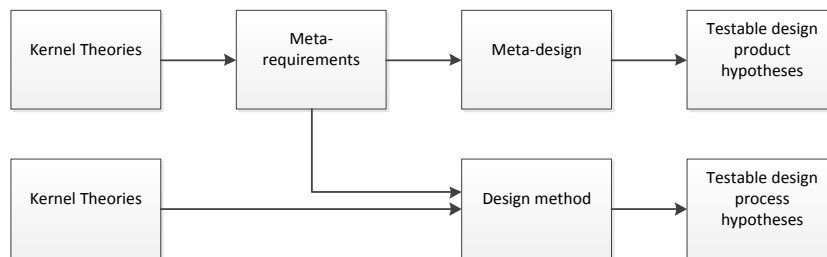 Kernel Theories
Meta-
requirements
Meta-design
Testable design
product
hypotheses
Kernel Theories
Design method
Testable design
process
hypotheses